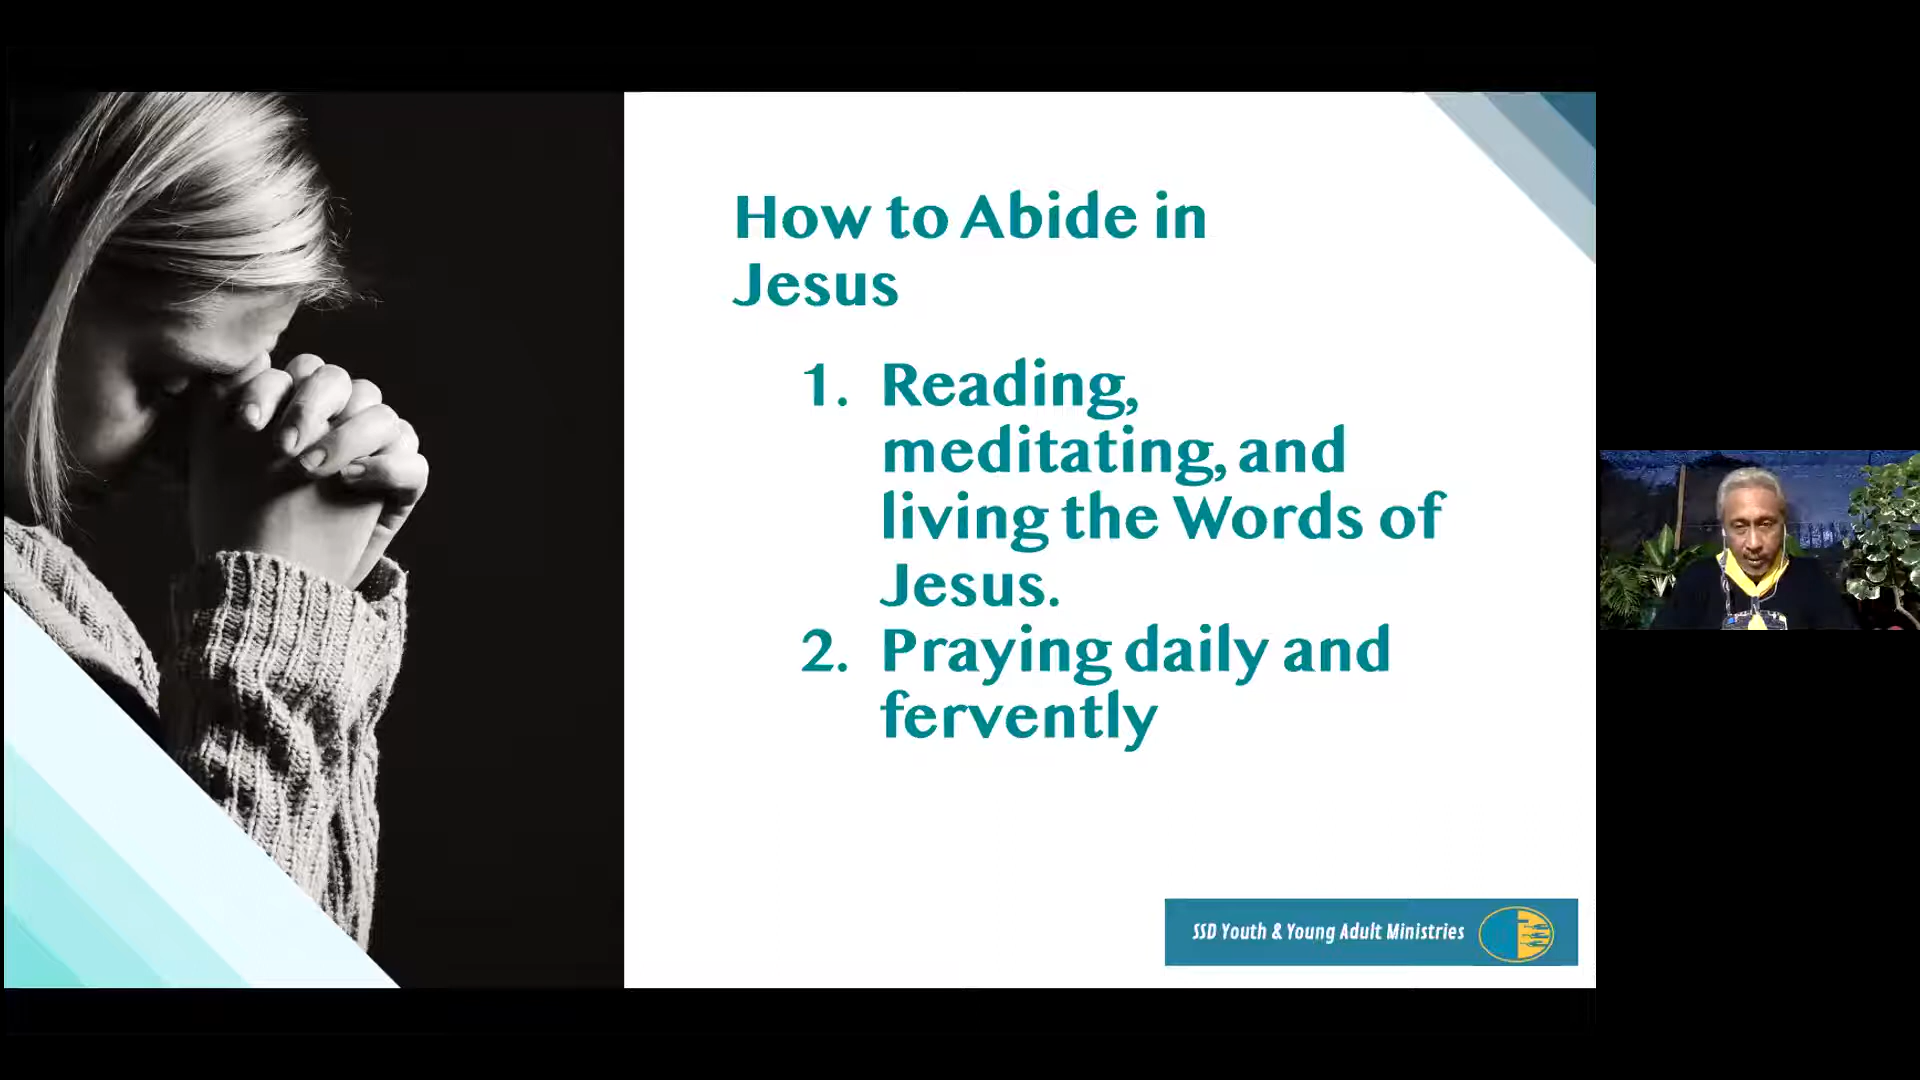 How to Abide in
Jesus
1. Reading,
meditating, and
living the Words of
Jesus.
2. Praying daily and
fervently
SSD Youth & Young Adult Ministries